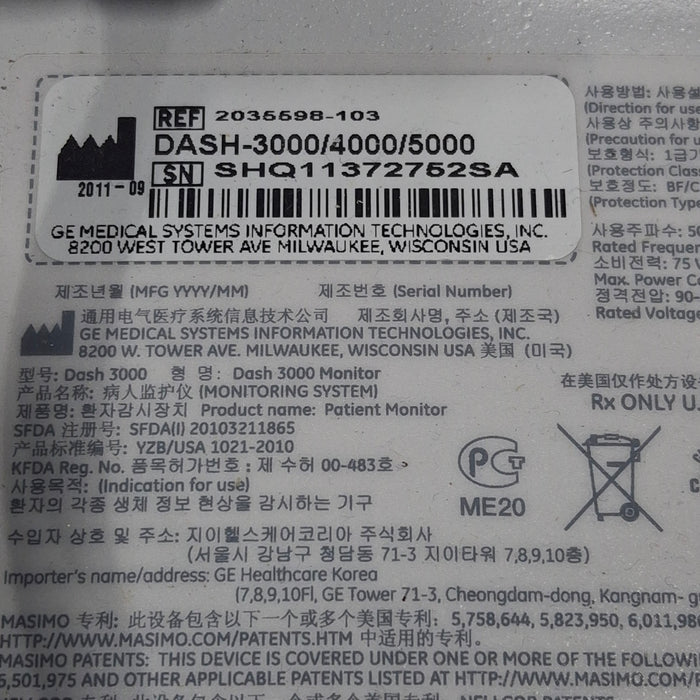 REF 2035598-103
DASH-3000/4000/5000
SN SHQ11372752SA
2011-09
GE MEDICAL SYSTEMS INFORMATION TECHNOLOGIES, INC.
8200 WEST TOWER AVE MILWAUKEE, WISCONSIN USA
사용방법: 사용설
(Direction for use
사용상 주의사항
(Precaution for u
보호형식: 1급기
(Protection Class
보호정도: BF/C
(Protection Type
사용주파수: 50
Rated Frequen
소비전력: 75 V
Max. Power Co
정격전압: 90-
Rated Voltage
제조년월 (MFG YYYY/MM) 제조번호 (Serial Number)
通用电气医疗系统信息技术公司 제조회사명, 주소 (제조국)
GE MEDICAL SYSTEMS INFORMATION TECHNOLOGIES, INC.
8200 W. TOWER AVE. MILWAUKEE, WISCONSIN USA 美国 (미국)
型号: Dash 3000 형 명: Dash 3000 Monitor
产品名称: 病人监护仪 (MONITORING SYSTEM)
제품명: 환자감시장치 Product name: Patient Monitor
SFDA 注册号: SFDA(I) 20103211865
产品标准编号: YZB/USA 1021-2010
KFDA Reg. No. 품목허가번호 : 제 수허 00-483호
사용목적: (Indication for use)
환자의 각종 생체 정보 현상을 감시하는 기구
在美国仅作处方设
Rx ONLY U.
ME20
수입자 상호 및 주소: 지이헬스케어코리아 주식회사
(서울시 강남구 청담동 71-3 지이타워 7,8,9,10층)
Importer's name/address: GE Healthcare Korea
(7,8,9,10Fl, GE Tower 71-3, Cheongdam-dong, Kangnam- g
MASIMO 专利: 此设备包含以下一个或多个美国专利: 5,758,644, 5,823,950, 6,011,986
HTTP://WWW.MASIMO.COM/PATENTS.HTM 中适用的专利.
MASIMO PATENTS: THIS DEVICE IS COVERED UNDER ONE OR MORE OF THE
6,501,975 AND OTHER APPLICABLE PATENTS LISTED AT HTTP://WWW.MASIMO.CO